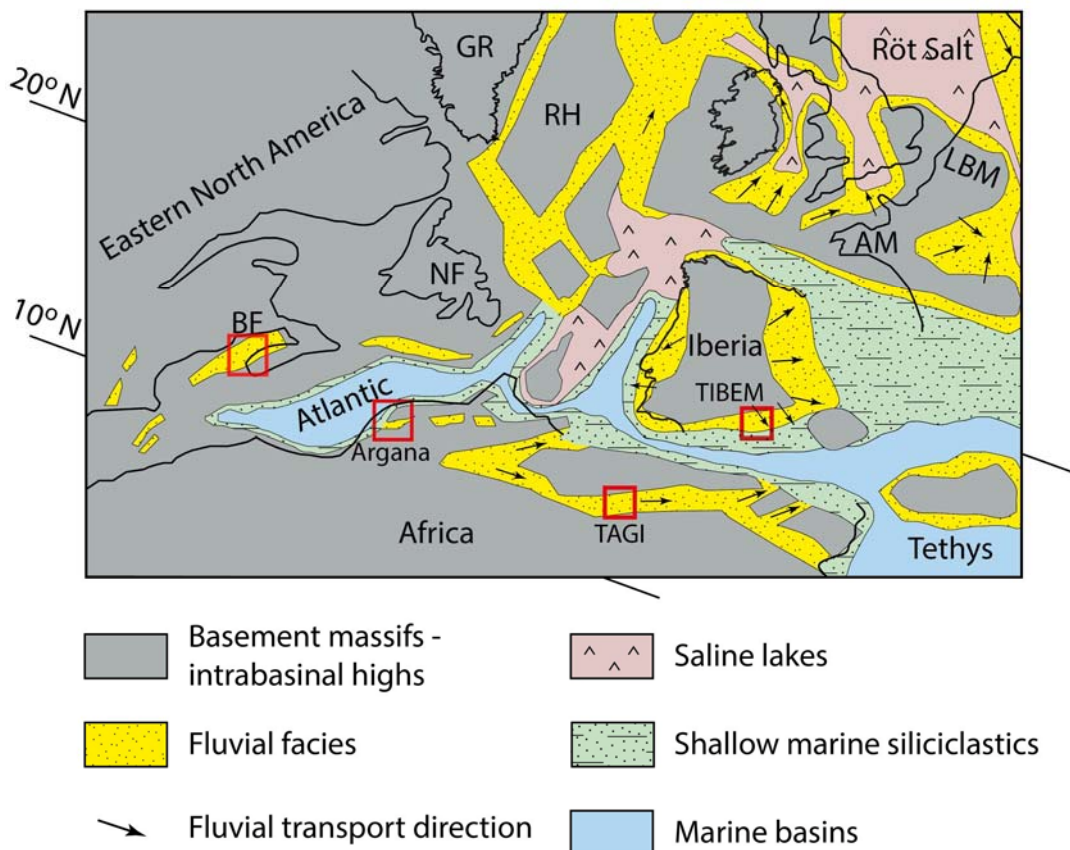 GR
Röt Salt
20°N
RH
Eastern North America
LBM
AM
NF
10°N
BF
Iberia
TIBEM
Atlantic
Argana
Africa
TAGI
Tethys
Basement massifs -
intrabasinal highs
Saline lakes
Fluvial facies
Shallow marine siliciclastics
Fluvial transport direction
Marine basins